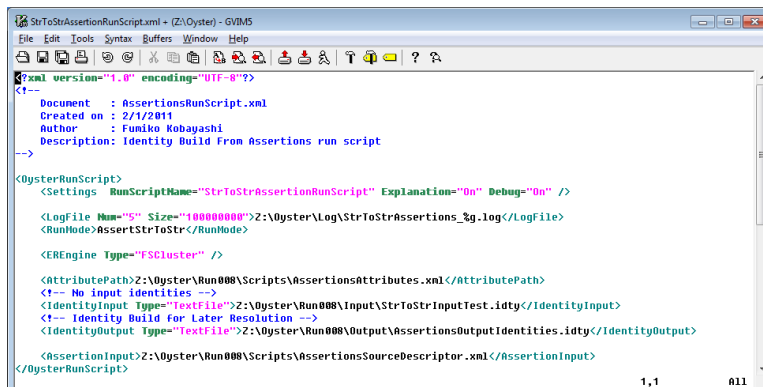 StrToStrAssertionRunScript.xml + (Z:\Oyster) - GVIM5
File Edit Tools Syntax Buffers Window Help
<?xml version="1.0" encoding="UTF-8"?>
<!--
Document : AssertionsRunScript.xml
Created on : 2/1/2011
Author : Fumiko Kobayashi
Description: Identity Build From Assertions run script
-->
<OysterRunScript>
<Settings RunScriptName="StrToStrAssertionRunScript" Explanation="On" Debug="On" />
<LogFile Num="5" Size="100000000">Z:\Oyster\Log\StrToStrAssertions_%g.log</LogFile>
<RunMode>AssertStrToStr</RunMode>
<EREngine Type="FSCluster" />
<AttributePath>Z:\Oyster\Run008\Scripts\AssertionsAttributes.xml</AttributePath>
<!-- No input identities -->
<IdentityInput Type="TextFile">Z:\Oyster\Run008\Input\StrToStrInputTest.idty</IdentityInput>
<!-- Identity Build for Later Resolution -->
<IdentityOutput Type="TextFile">Z:\Oyster\Run008\Output\AssertionsOutputIdentities.idty</IdentityOutput>
<AssertionInput>Z:\Oyster\Run008\Scripts\AssertionsSourceDescriptor.xml</AssertionInput>
</OysterRunScript>
1,1 All